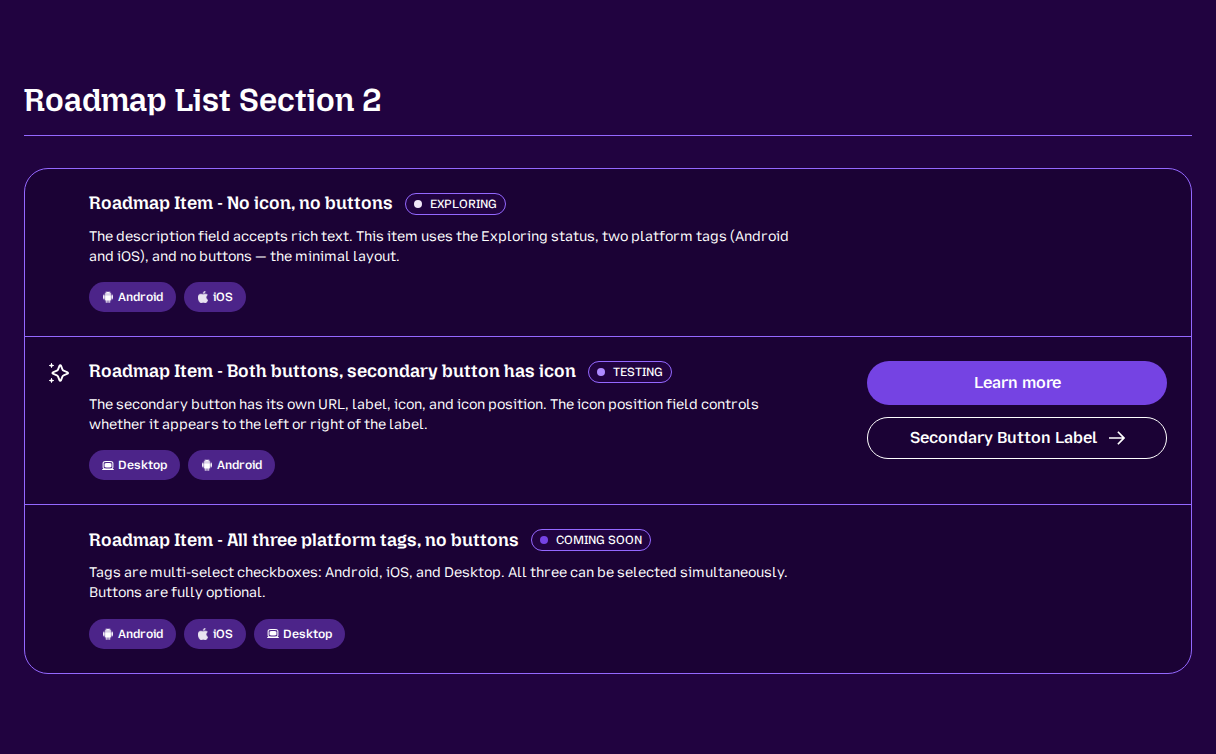 Roadmap List Section 2
Roadmap Item - No icon, no buttons EXPLORING
The description field accepts rich text. This item uses the Exploring status, two platform tags (Android
and iOS), and no buttons — the minimal layout.
Android iOS
Roadmap Item - Both buttons, secondary button has icon TESTING
The secondary button has its own URL, label, icon, and icon position. The icon position field controls
whether it appears to the left or right of the label.
Desktop Android
Learn more
Secondary Button Label
Roadmap Item - All three platform tags, no buttons COMING SOON
Tags are multi-select checkboxes: Android, iOS, and Desktop. All three can be selected simultaneously.
Buttons are fully optional.
Android iOS Desktop